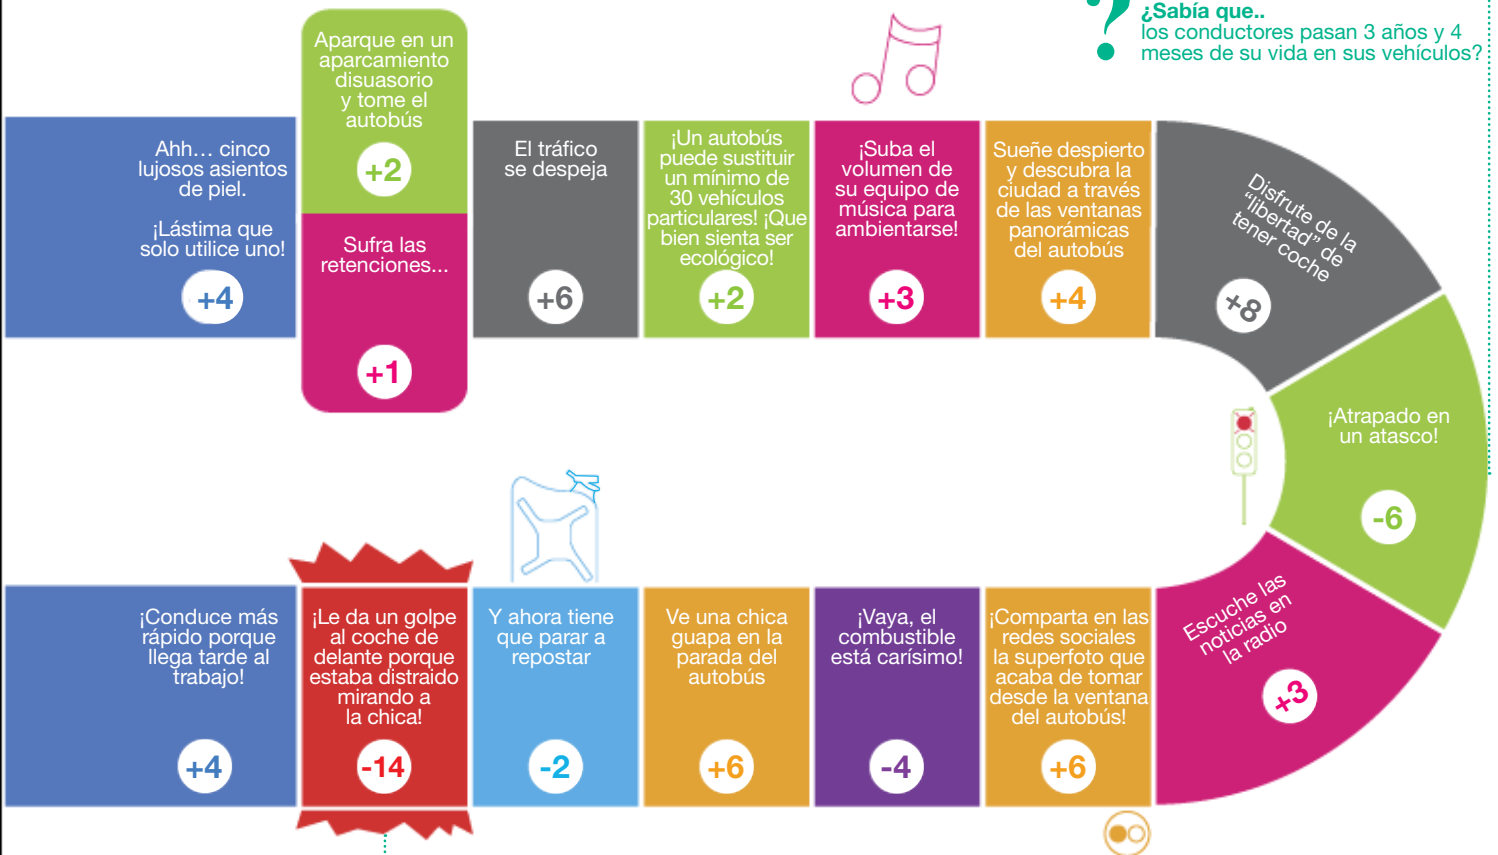 ¿Sabía que..
los conductores pasan 3 años y 4
meses de su vida en sus vehículos?
Ahh… cinco
lujosos asientos
de piel.
¡Lástima que
solo utilice uno!
+4
Aparque en un
aparcamiento
disuasorio
y tome el
autobús
+2
Sufra las
retenciones...
+1
El tráfico
se despeja
+6
¡Un autobús
puede sustituir
un mínimo de
30 vehículos
particulares! ¡Que
bien sienta ser
ecológico!
+2
¡Suba el
volumen de
su equipo de
música para
ambientarse!
+3
Sueñe despierto
y descubra la
ciudad a través
de las ventanas
panorámicas
del autobús
+4
Disfrute de la
“libertad” de
tener coche
+8
¡Atrapado en
un atasco!
-6
Escuche las
noticias en
la radio
+3
¡Comparta en las
redes sociales
la superfoto que
acaba de tomar
desde la ventana
del autobús!
+6
¡Vaya, el
combustible
está carísimo!
-4
Ve una chica
guapa en la
parada del
autobús
+6
Y ahora tiene
que parar a
repostar
-2
¡Le da un golpe
al coche de
delante porque
estaba distraido
mirando a
la chica!
-14
¡Conduce más
rápido porque
llega tarde al
trabajo!
+4